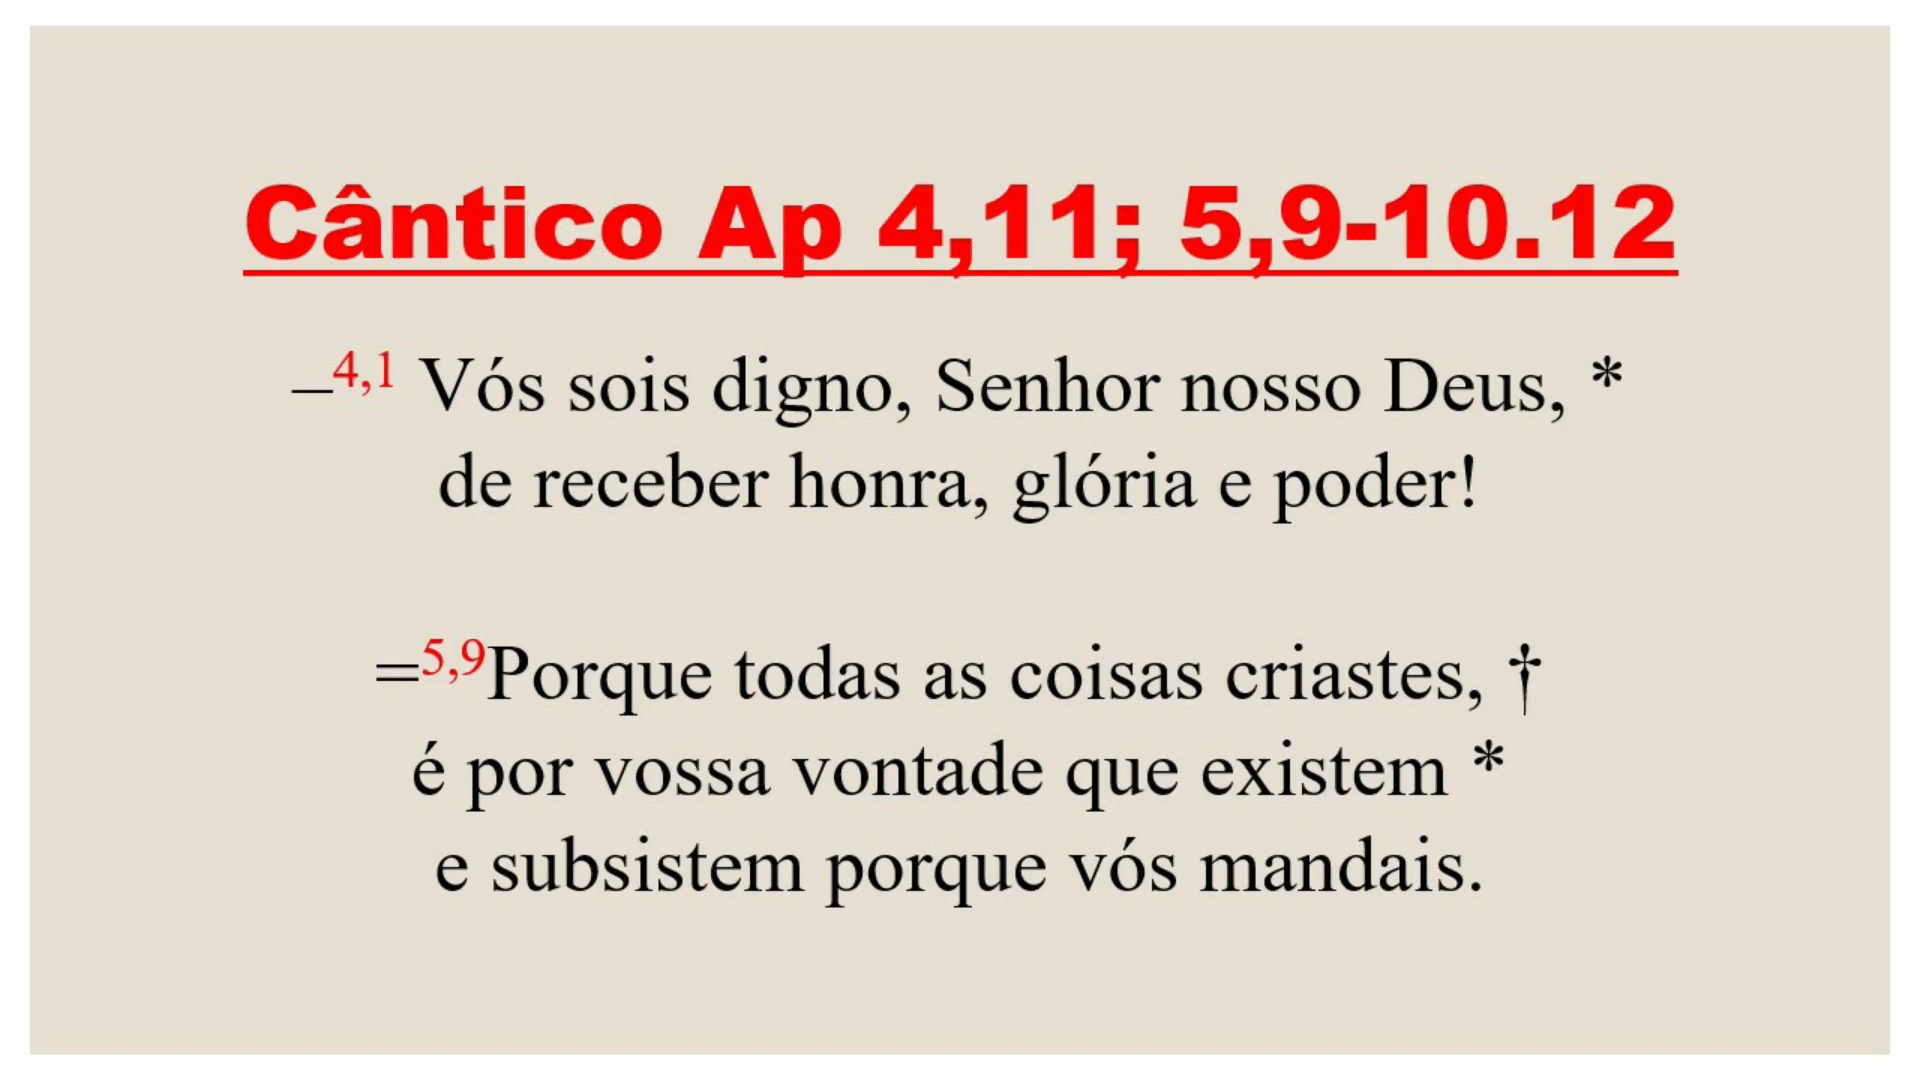 Cântico Ap 4,11; 5,9-10.12
–4,1 Vós sois digno, Senhor nosso Deus, *
de receber honra, glória e poder!
=5,9Porque todas as coisas criastes, †
é por vossa vontade que existem *
e subsistem porque vós mandais.